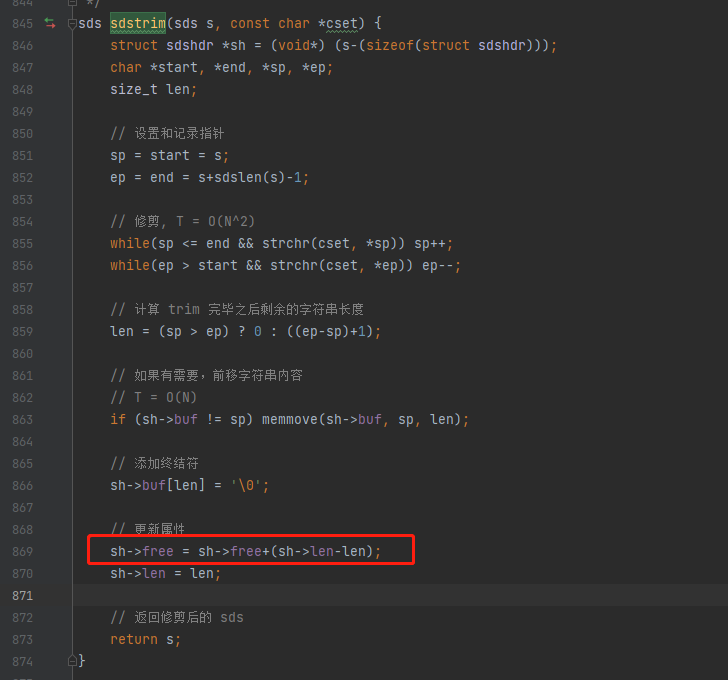 844 */
845 sds sdstrim(sds s, const char *cset) {
846 struct sdshdr *sh = (void*) (s-(sizeof(struct sdshdr)));
847 char *start, *end, *sp, *ep;
848 size_t len;
849
850 // 设置和记录指针
851 sp = start = s;
852 ep = end = s+sdslen(s)-1;
853
854 // 修剪, T = O(N^2)
855 while(sp <= end && strchr(cset, *sp)) sp++;
856 while(ep > start && strchr(cset, *ep)) ep--;
857
858 // 计算 trim 完毕之后剩余的字符串长度
859 len = (sp > ep) ? 0 : ((ep-sp)+1);
860
861 // 如果有需要，前移字符串内容
862 // T = O(N)
863 if (sh->buf != sp) memmove(sh->buf, sp, len);
864
865 // 添加终结符
866 sh->buf[len] = '\0';
867
868 // 更新属性
869 sh->free = sh->free+(sh->len-len);
870 sh->len = len;
871
872 // 返回修剪后的 sds
873 return s;
874 }